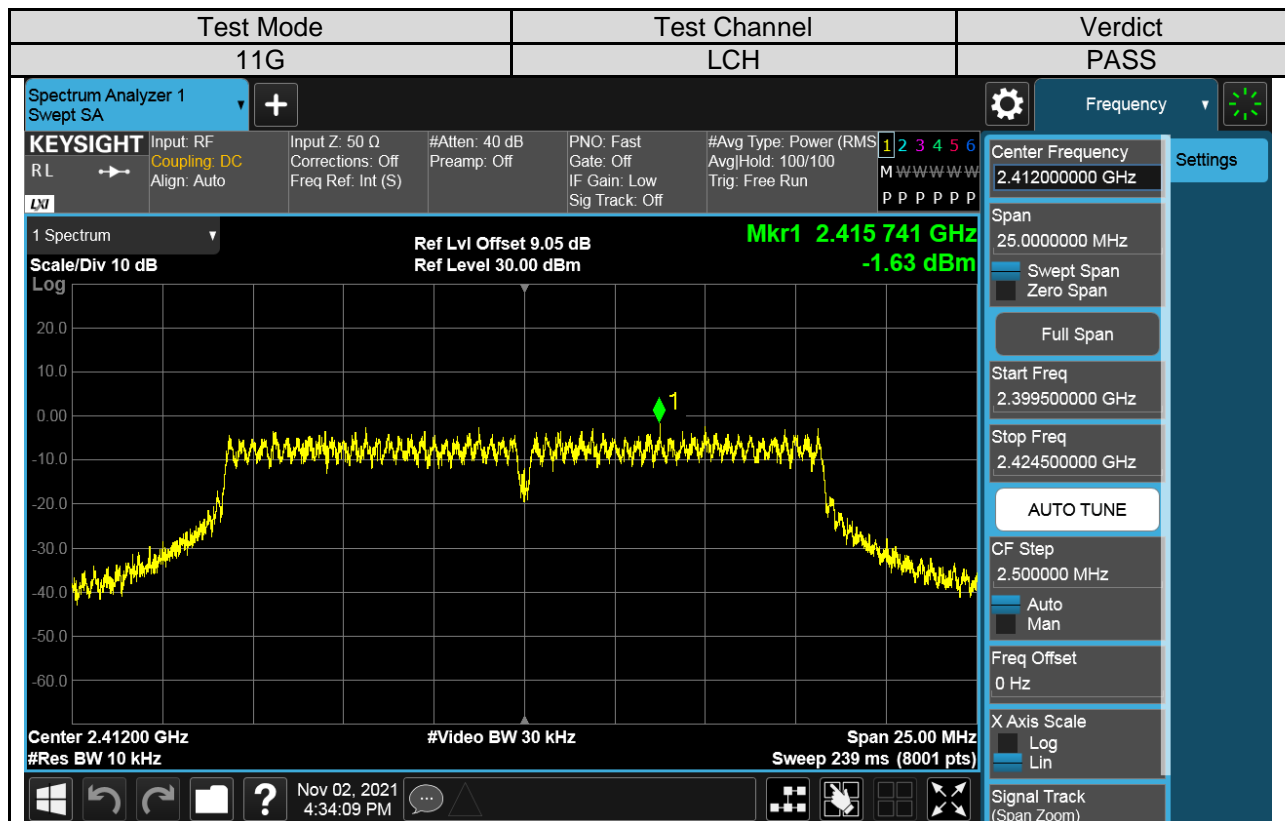 Test Mode Test Channel Verdict
11G LCH PASS
Spectrum Analyzer 1
Swept SA
+
Frequency
KEYSIGHT
R L
LXI
Input: RF
Coupling: DC
Align: Auto
Input Z: 50 Ω
Corrections: Off
Freq Ref: Int (S)
#Atten: 40 dB
Preamp: Off
PNO: Fast
Gate: Off
IF Gain: Low
Sig Track: Off
#Avg Type: Power (RMS
Avg|Hold: 100/100
Trig: Free Run
1 2 3 4 5 6
M W W W W W
P P P P P P
1 Spectrum
Scale/Div 10 dB
Ref Lvl Offset 9.05 dB
Ref Level 30.00 dBm
Mkr1 2.415 741 GHz
-1.63 dBm
Log
20.0
10.0
0.00
-10.0
-20.0
-30.0
-40.0
-50.0
-60.0
1
Center 2.41200 GHz
#Res BW 10 kHz
#Video BW 30 kHz
Span 25.00 MHz
Sweep 239 ms (8001 pts)
?
Nov 02, 2021
4:34:09 PM
Center Frequency
2.412000000 GHz
Span
25.0000000 MHz
Swept Span
Zero Span
Full Span
Start Freq
2.399500000 GHz
Stop Freq
2.424500000 GHz
AUTO TUNE
CF Step
2.500000 MHz
Auto
Man
Freq Offset
0 Hz
X Axis Scale
Log
Lin
Signal Track
(Span Zoom)
Settings